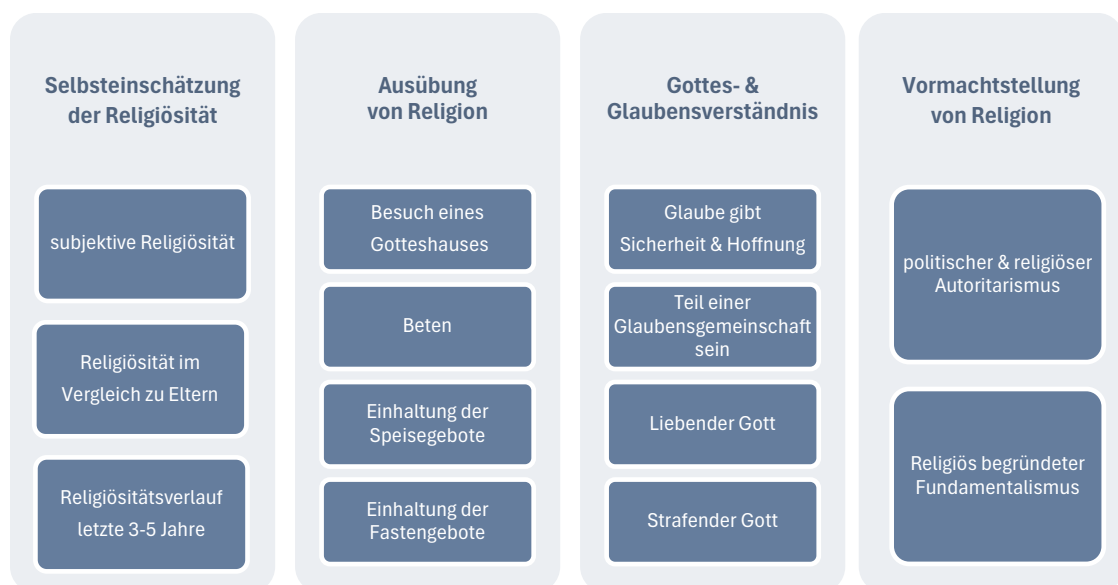 Selbsteinschätzung
der Religiösität
subjektive Religiösität
Religiösität im
Vergleich zu Eltern
Religiösitätsverlauf
letzte 3-5 Jahre
Ausübung
von Religion
Besuch eines
Gotteshauses
Beten
Einhaltung der
Speisegebote
Einhaltung der
Fastengebote
Gottes- &
Glaubensverständnis
Glaube gibt
Sicherheit & Hoffnung
Teil einer
Glaubensgemeinschaft
sein
Liebender Gott
Strafender Gott
Vormachtstellung
von Religion
politischer & religiöser
Autoritarismus
Religiös begründeter
Fundamentalismus